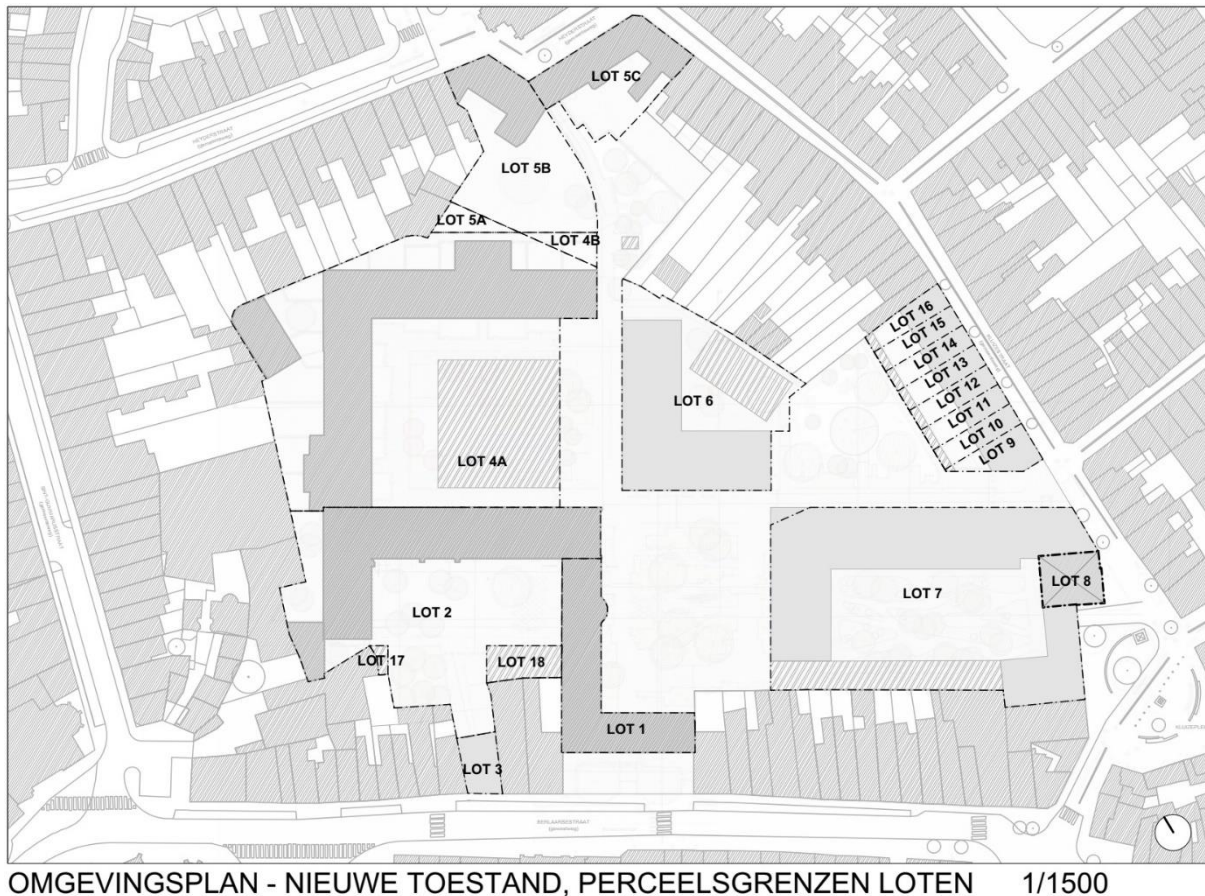 LOT 5C
LOT 5B
LOT 5A
LOT 4B
LOT 16
LOT 15
LOT 14
LOT 13
LOT 12
LOT 11
LOT 10
LOT 9
LOT 6
LOT 4A
LOT 8
LOT 7
LOT 2
LOT 17
LOT 18
LOT 1
LOT 3
OMGEVINGSPLAN - NIEUWE TOESTAND, PERCEELSGRENZEN LOTEN 1/1500